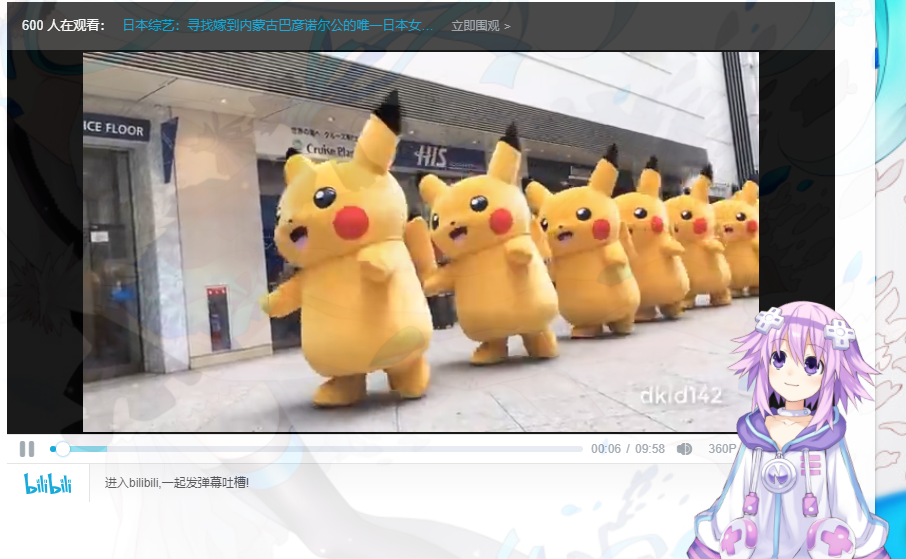 600 人在观看: 日本综艺：寻找嫁到内蒙古巴彦诺尔公的唯一日本女... 立即围观 >
ICE FLOOR
Cruise Pla
HIS
dkid142
00:06 / 09:58 360P
bilibili 进入bilibili,一起发弹幕吐槽!